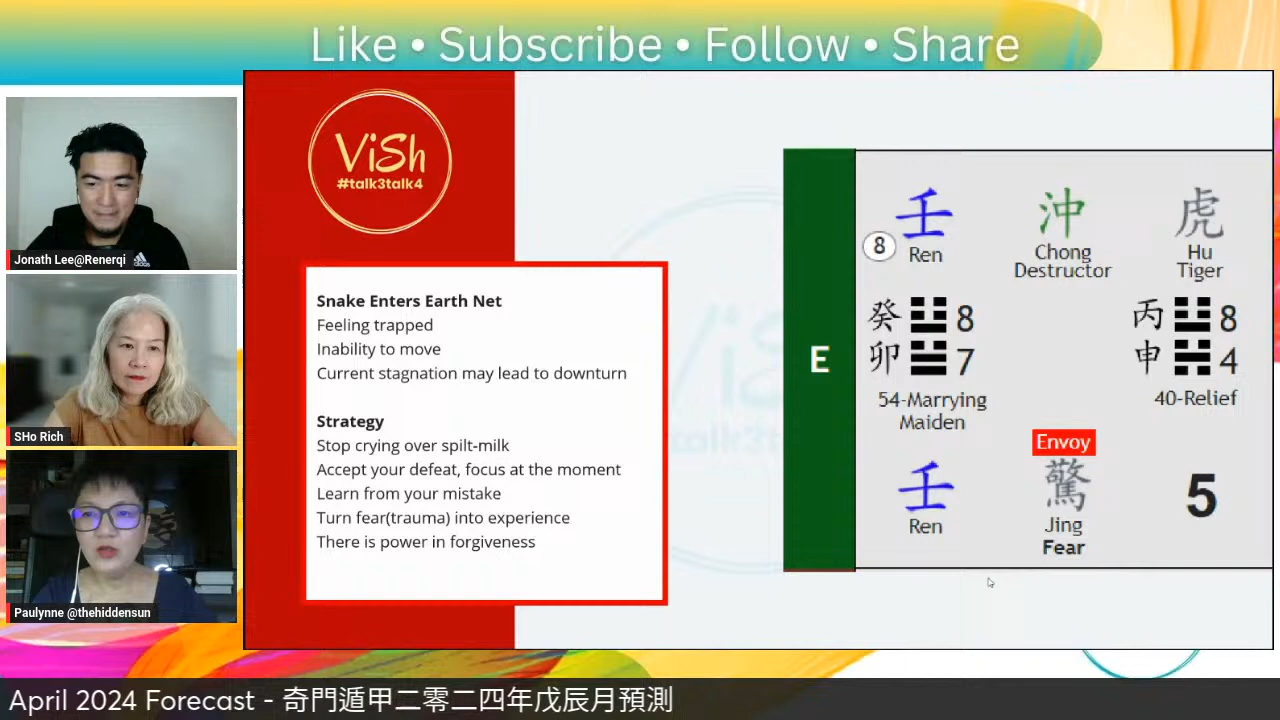 Like • Subscribe • Follow • Share
ViSh
#talk3talk4
Jonath Lee@Renerqi
SHo Rich
Paulynne @thehiddensun
Snake Enters Earth Net
Feeling trapped
Inability to move
Current stagnation may lead to downturn
Strategy
Stop crying over spilt-milk
Accept your defeat, focus at the moment
Learn from your mistake
Turn fear(trauma) into experience
There is power in forgiveness
E
壬 沖 虎
8 Ren Chong Hu
Destructor Tiger
癸 8 丙 8
卯 7 申 4
54-Marrying 40-Relief
Maiden
Envoy
壬 驚 5
Ren Jing
Fear
April 2024 Forecast - 奇門遁甲二零二四年戊辰月預測